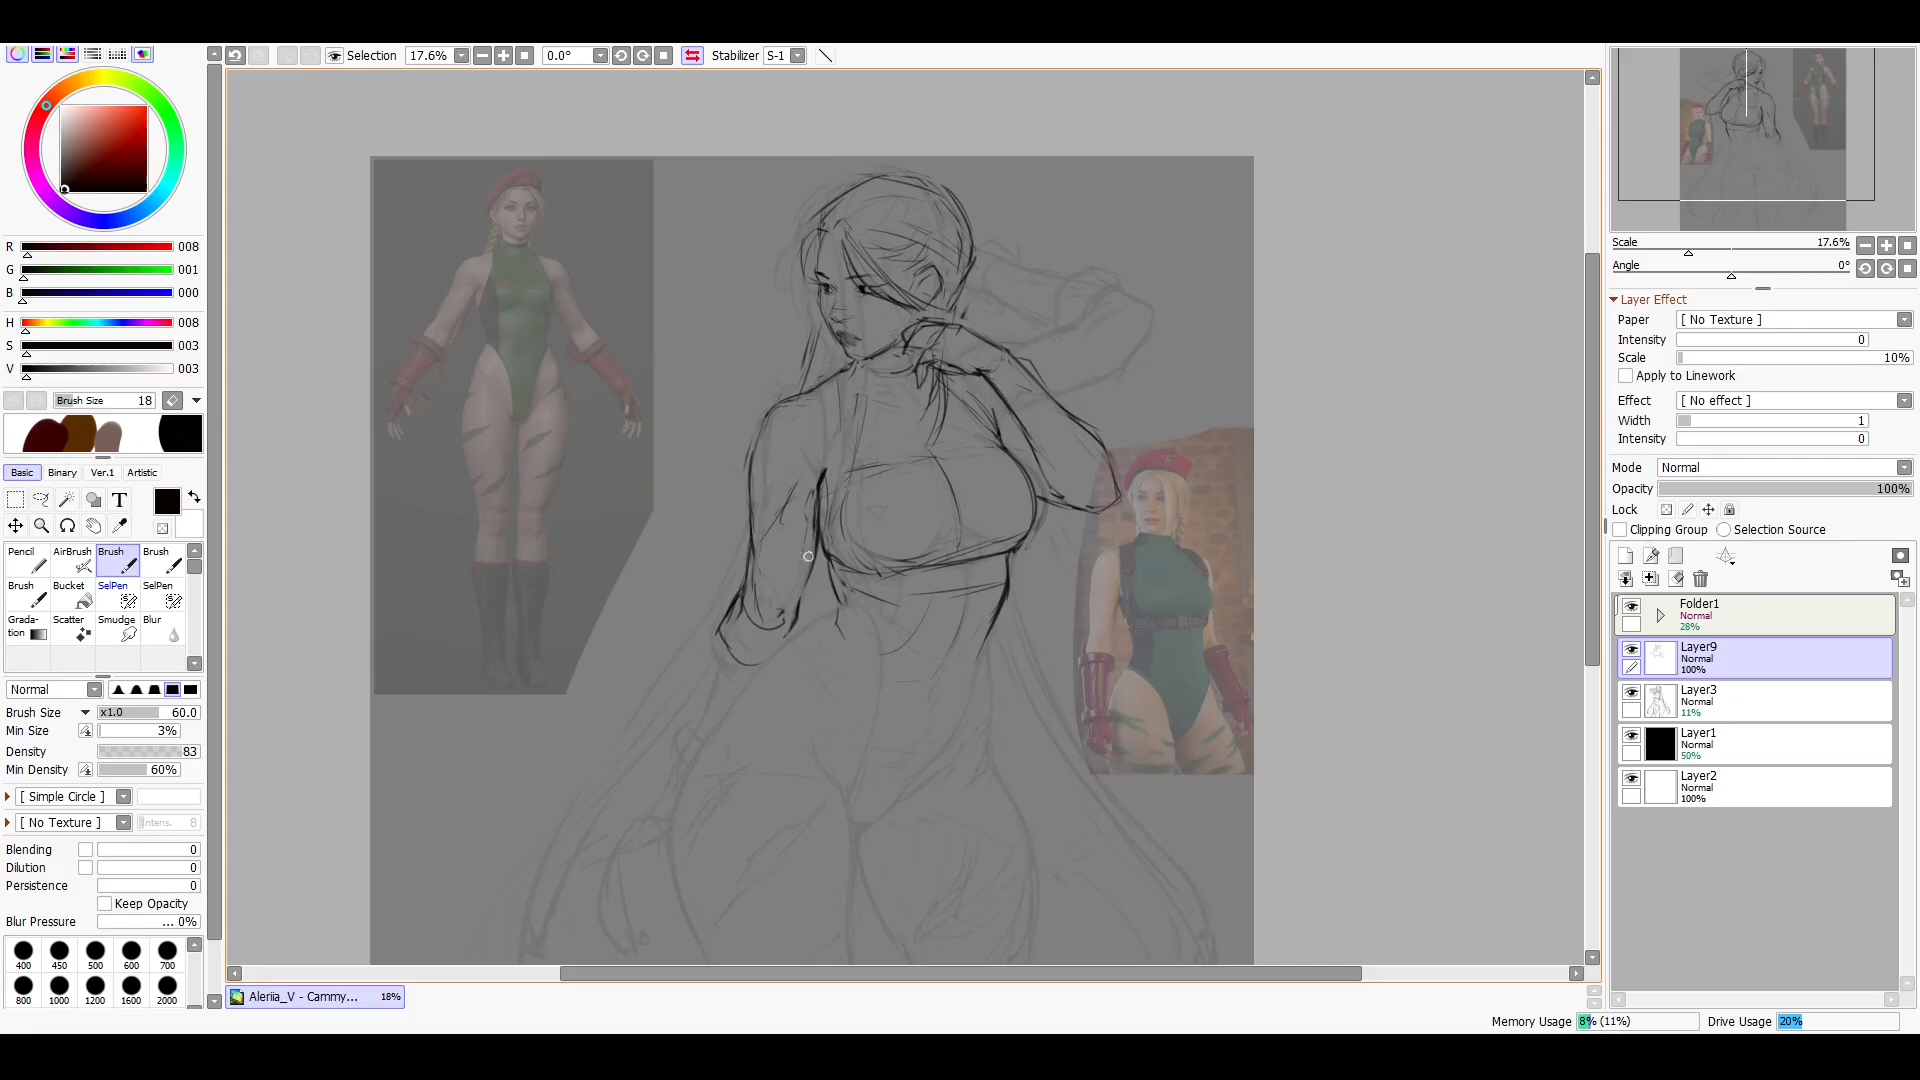 Selection 17.6% 0.0° Stabilizer S-1
R 008
G 001
B 000
H 008
S 003
V 003
Brush Size 18
Basic Binary Ver.1 Artistic
T
Pencil AirBrush Brush Brush
Brush Bucket SelPen SelPen
Grada-
tion Scatter Smudge Blur
Normal
Brush Size x1.0 60.0
Min Size 3%
Density 83
Min Density 60%
[ Simple Circle ]
[ No Texture ] Intens. 8
Blending 0
Dilution 0
Persistence 0
Keep Opacity
Blur Pressure ... 0%
400 450 500 600 700
800 1000 1200 1600 2000
Aleriia_V - Cammy... 18%
Scale 17.6%
Angle 0°
Layer Effect
Paper [ No Texture ]
Intensity 0
Scale 10%
Apply to Linework
Effect [ No effect ]
Width 1
Intensity 0
Mode Normal
Opacity 100%
Lock
Clipping Group Selection Source
Folder1
Normal
28%
Layer9
Normal
100%
Layer3
Normal
11%
Layer1
Normal
50%
Layer2
Normal
100%
Memory Usage 8% (11%) Drive Usage 20%